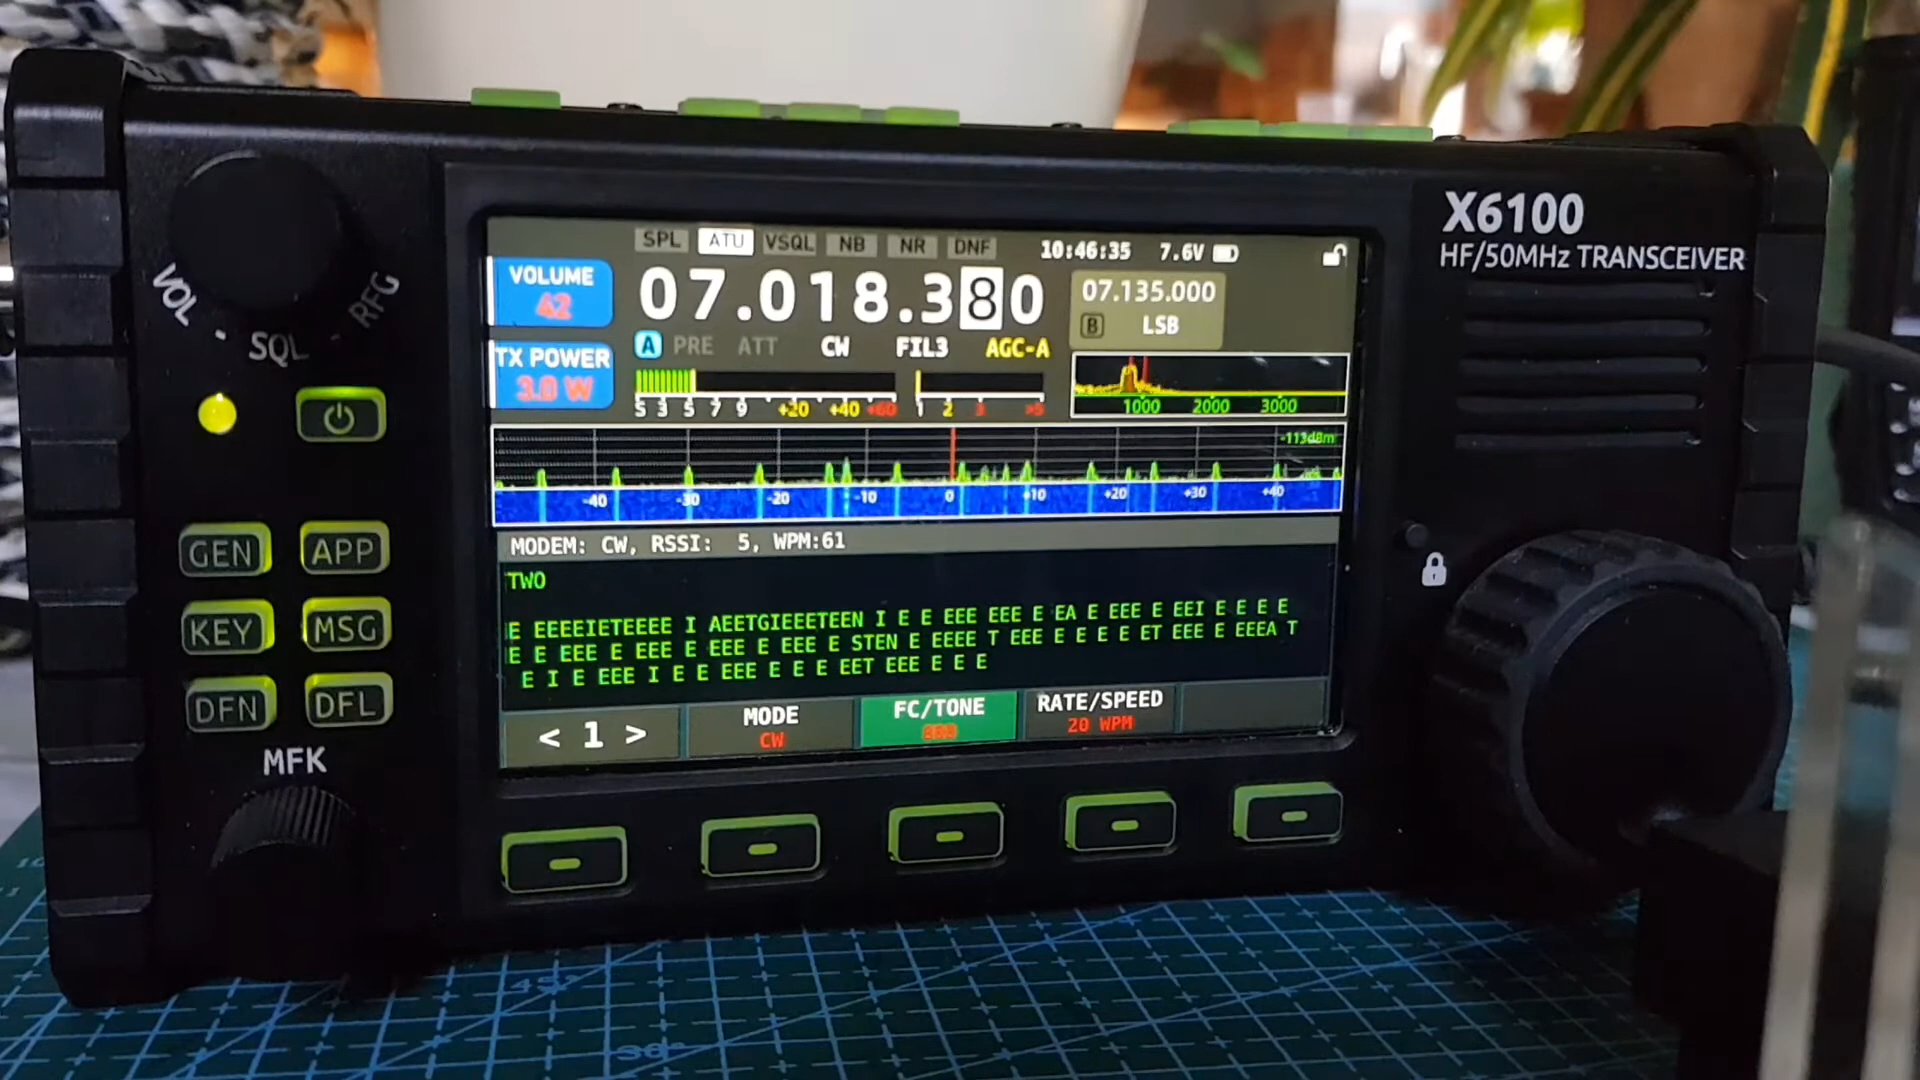 X6100
HF/50MHz TRANSCEIVER
VOL
SQL
RFG
GEN
APP
KEY
MSG
DFN
DFL
MFK
SPL ATU VSQL NB NR DNF 10:46:35 7.6V
VOLUME
42
07.018.380
07.135.000
B LSB
TX POWER
3.0 W
A PRE ATT CW FIL3 AGC-A
S 3 5 7 9 +20 +40 +60 1 2 3 >5
1000 2000 3000
-113dBm
-40 -30 -20 -10 0 +10 +20 +30 +40
MODEM: CW, RSSI: 5, WPM:61
TWO
E EEEEIETEEEE I AEETGIEEETEEN I E E EEE EEE E EA E EEE E EEI E E E E
E E EEE E EEE E EEE E EEE E STEN E EEEE T EEE E E E E ET EEE E EEEA T
E I E EEE I E E EEE E E E EET EEE E E E
< 1 >
MODE
CW
FC/TONE
RATE/SPEED
20 WPM